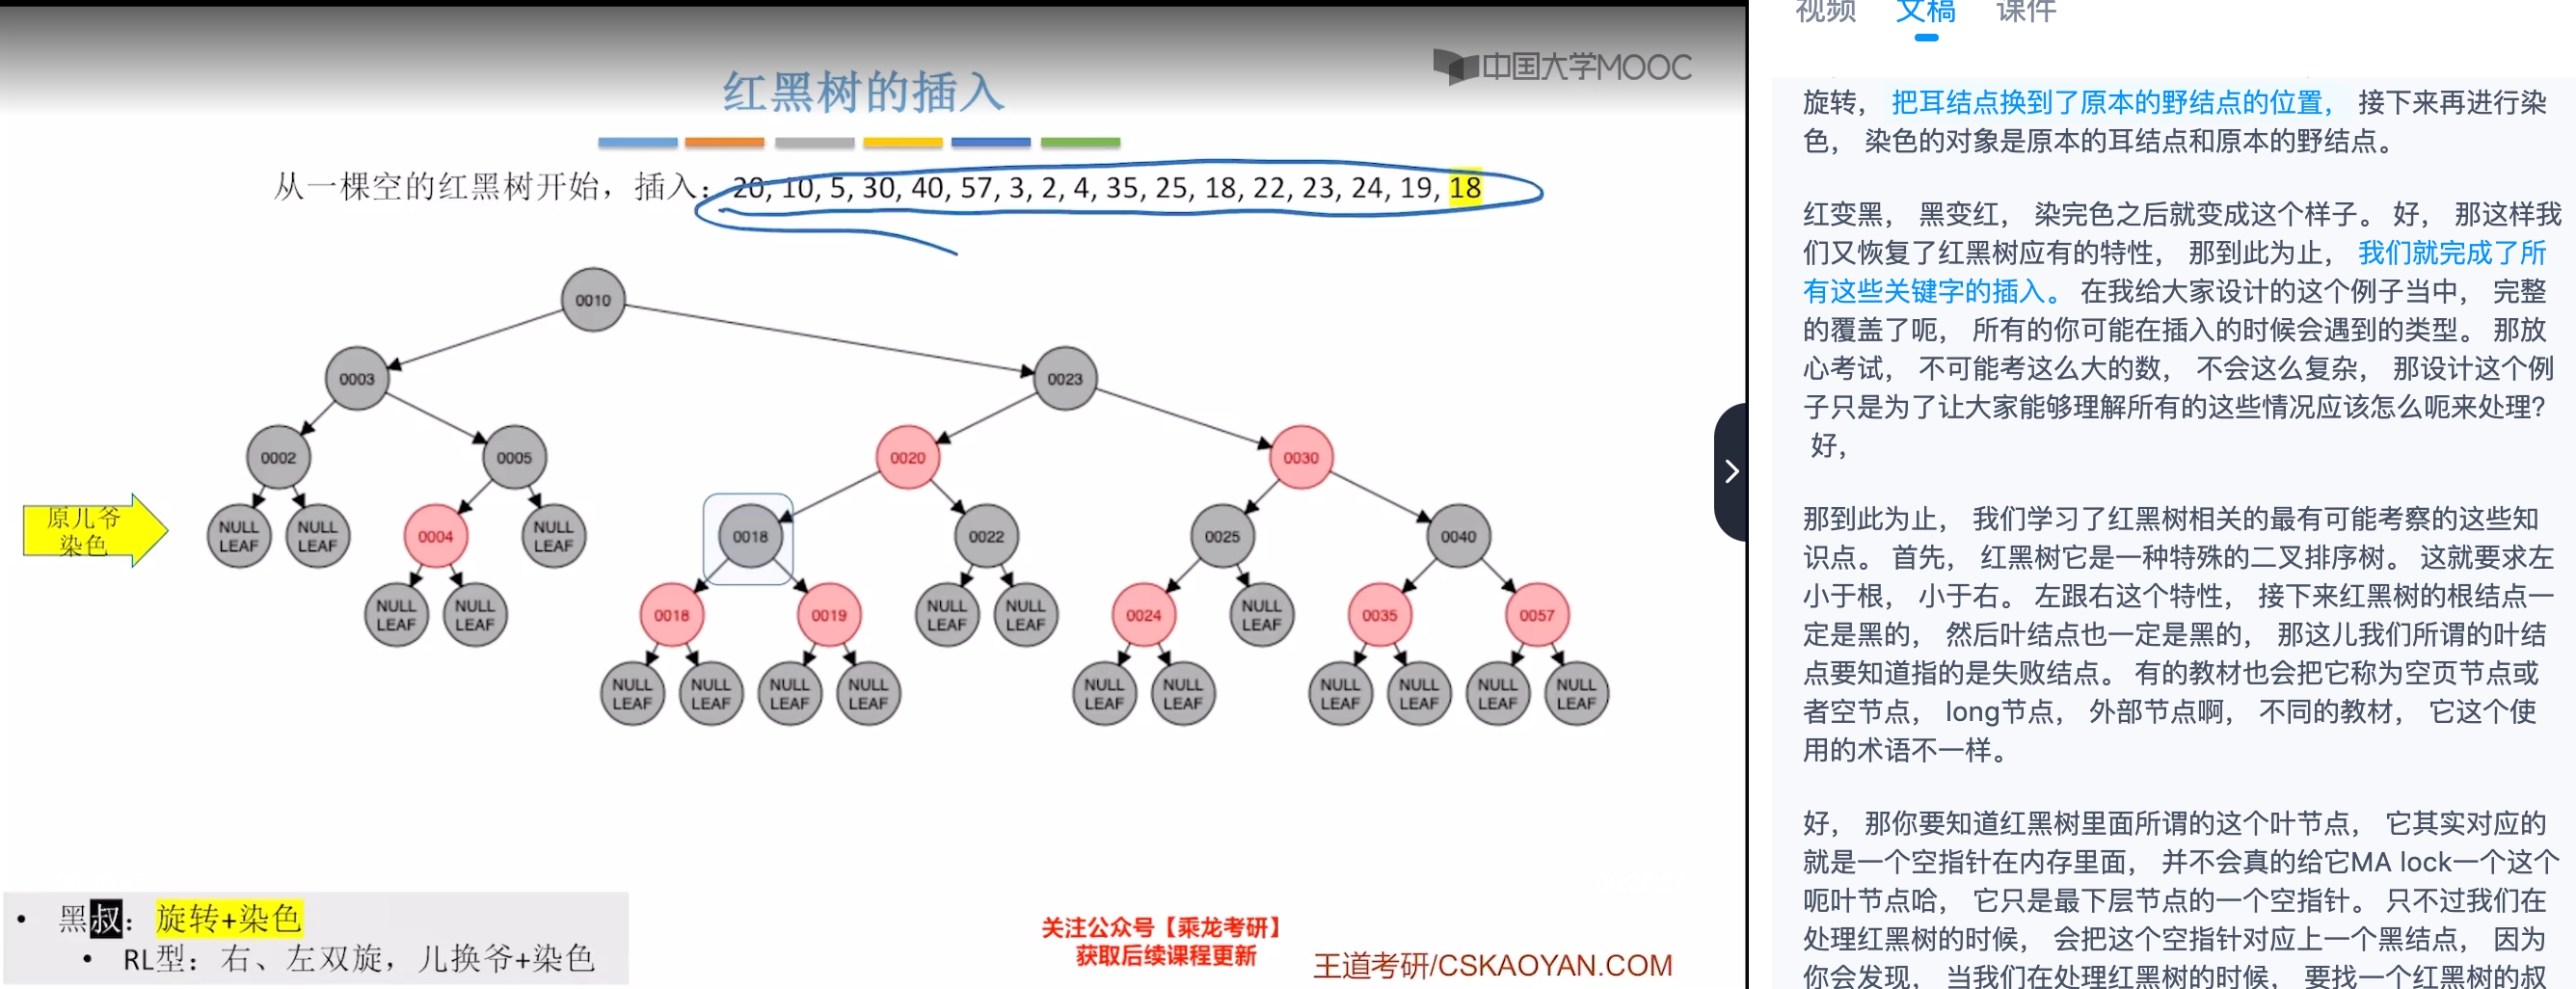 中国大学MOOC
红黑树的插入
从一棵空的红黑树开始，插入：20, 10, 5, 30, 40, 57, 3, 2, 4, 35, 25, 18, 22, 23, 24, 19, 18
0010
0003
0023
0002
0005
0020
0030
原儿爷
染色
NULL
LEAF
NULL
LEAF
0004
NULL
LEAF
0018
0022
0025
0040
NULL
LEAF
NULL
LEAF
0018
0019
NULL
LEAF
NULL
LEAF
0024
NULL
LEAF
0035
0057
NULL
LEAF
NULL
LEAF
NULL
LEAF
NULL
LEAF
NULL
LEAF
NULL
LEAF
NULL
LEAF
NULL
LEAF
NULL
LEAF
NULL
LEAF
• 黑叔：旋转+染色
• RL型：右、左双旋，儿换爷+染色
关注公众号【乘龙考研】
获取后续课程更新
王道考研/CSKAOYAN.COM
视频 文稿 课件
旋转， 把耳结点换到了原本的野结点的位置， 接下来再进行染
色， 染色的对象是原本的耳结点和原本的野结点。
红变黑， 黑变红， 染完色之后就变成这个样子。 好， 那这样我
们又恢复了红黑树应有的特性， 那到此为止， 我们就完成了所
有这些关键字的插入。 在我给大家设计的这个例子当中， 完整
的覆盖了呃， 所有的你可能在插入的时候会遇到的类型。 那放
心考试， 不可能考这么大的数， 不会这么复杂， 那设计这个例
子只是为了让大家能够理解所有的这些情况应该怎么呃来处理？
好，
那到此为止， 我们学习了红黑树相关的最有可能考察的这些知
识点。 首先， 红黑树它是一种特殊的二叉排序树。 这就要求左
小于根， 小于右。 左跟右这个特性， 接下来红黑树的根结点一
定是黑的， 然后叶结点也一定是黑的， 那这儿我们所谓的叶结
点要知道指的是失败结点。 有的教材也会把它称为空页节点或
者空节点， long节点， 外部节点啊， 不同的教材， 它这个使
用的术语不一样。
好， 那你要知道红黑树里面所谓的这个叶节点， 它其实对应的
就是一个空指针在内存里面， 并不会真的给它MA lock一个这个
呃叶节点哈， 它只是最下层节点的一个空指针。 只不过我们在
处理红黑树的时候， 会把这个空指针对应上一个黑结点， 因为
你会发现， 当我们在处理红黑树的时候， 要找一个红黑树的叔